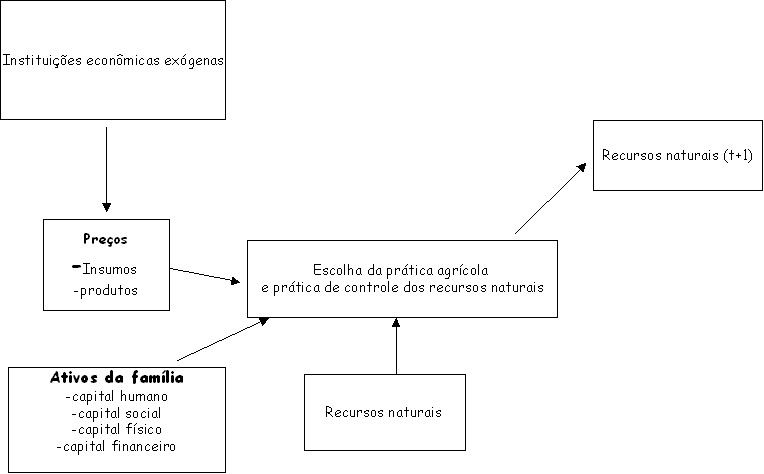 Instituições econômicas exógenas
Recursos naturais (t+1)
Preços
-Insumos
-produtos
Escolha da prática agrícola
e prática de controle dos recursos naturais
Ativos da família
-capital humano
-capital social
-capital físico
-capital financeiro
Recursos naturais